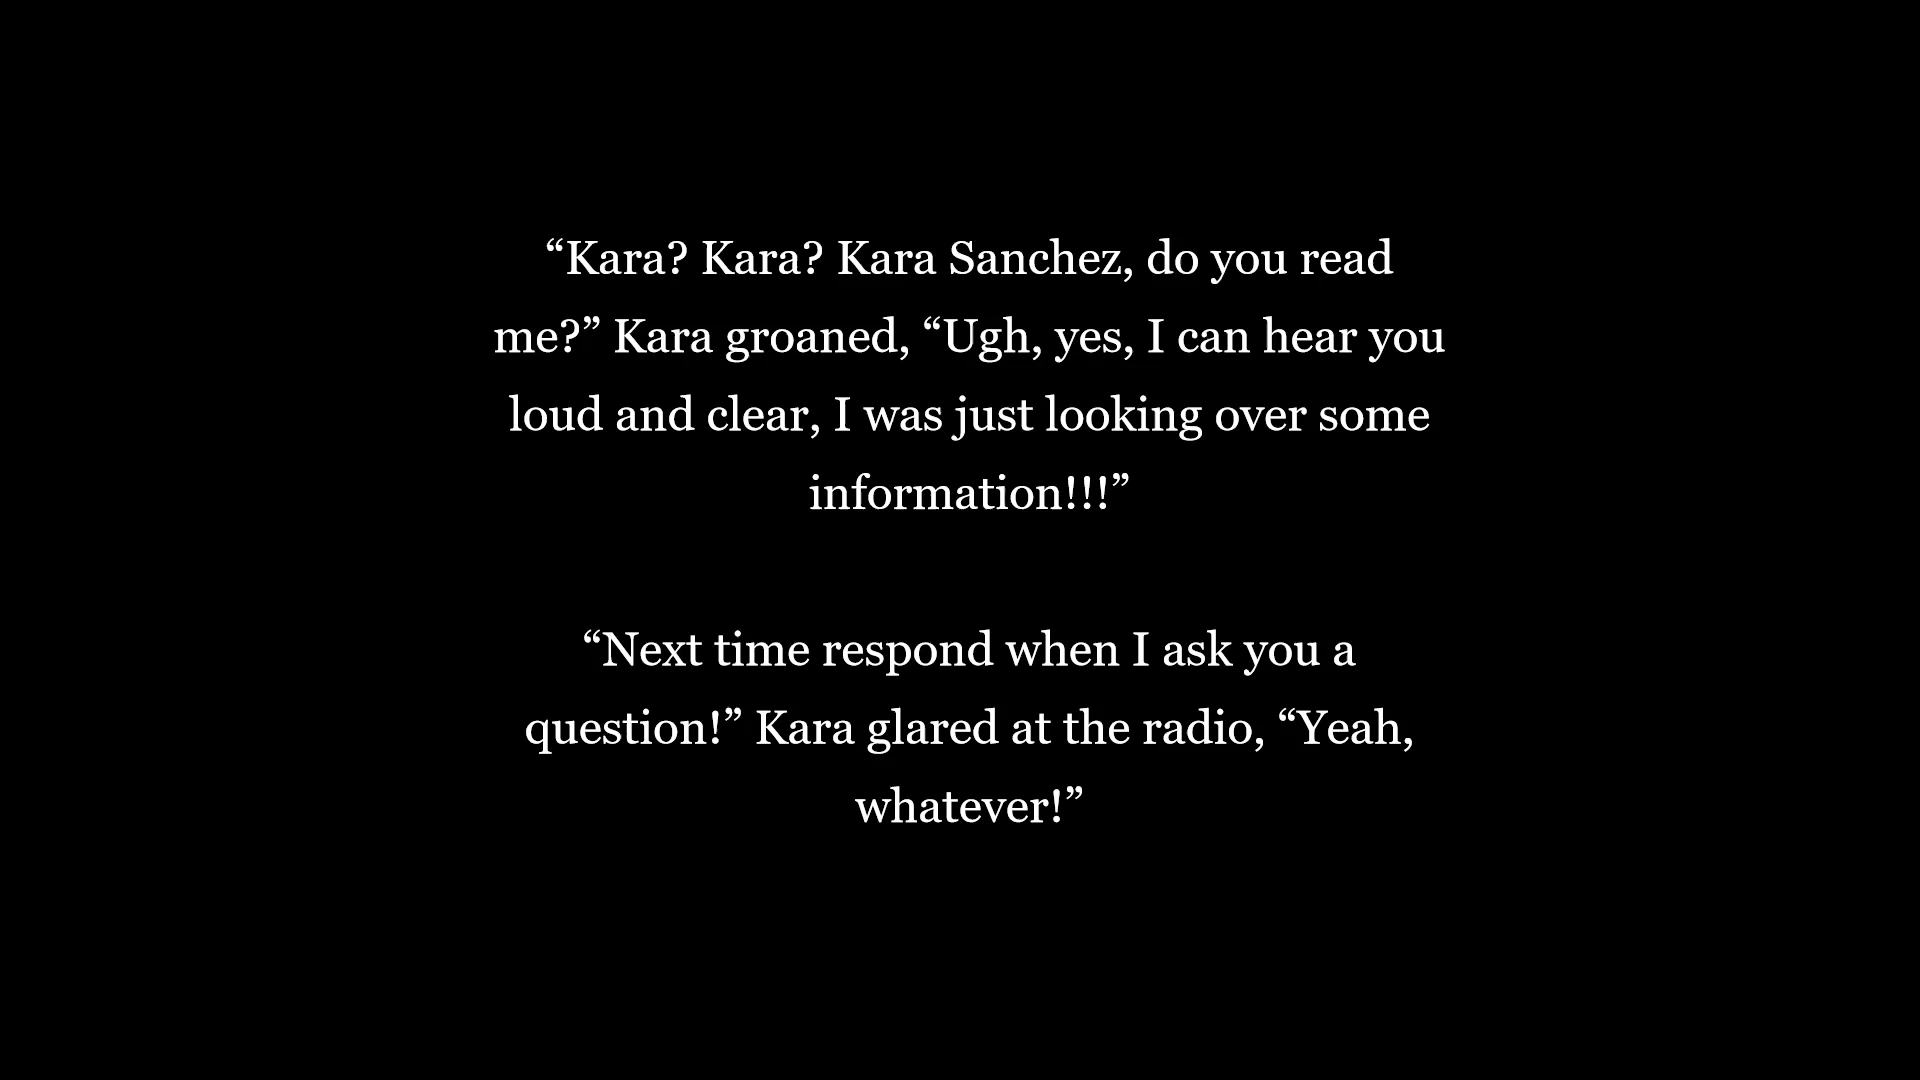 “Kara? Kara? Kara Sanchez, do you read
me?” Kara groaned, “Ugh, yes, I can hear you
loud and clear, I was just looking over some
information!!!”
“Next time respond when I ask you a
question!” Kara glared at the radio, “Yeah,
whatever!”